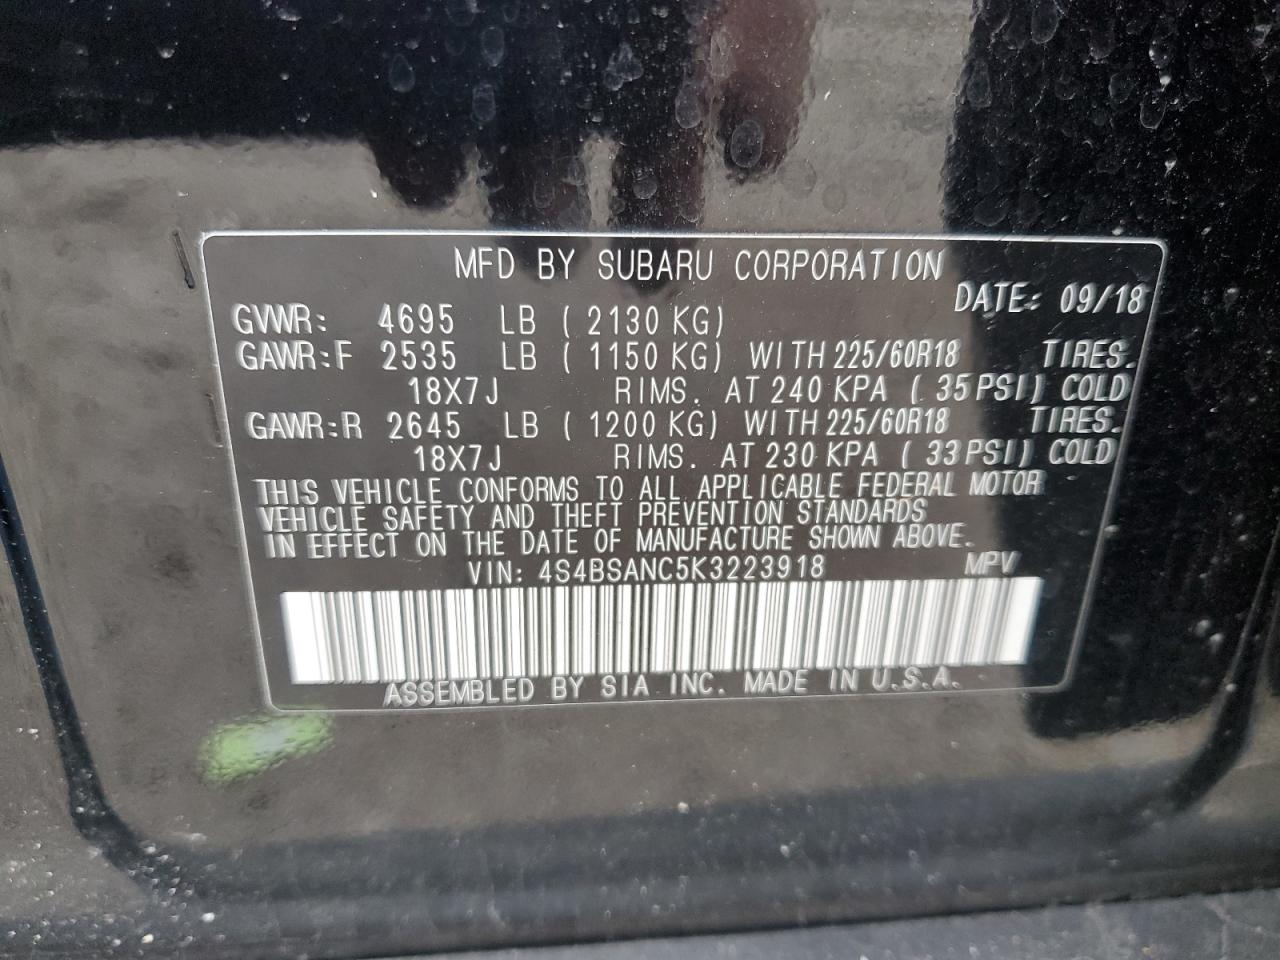 MFD BY SUBARU CORPORATION
DATE: 09/18
GVWR: 4695 LB ( 2130 KG)
GAWR:F 2535 LB ( 1150 KG) WITH 225/60R18 TIRES.
18X7J RIMS. AT 240 KPA ( 35 PSI) COLD
GAWR:R 2645 LB ( 1200 KG) WITH 225/60R18 TIRES.
18X7J RIMS. AT 230 KPA ( 33 PSI) COLD
THIS VEHICLE CONFORMS TO ALL APPLICABLE FEDERAL MOTOR
VEHICLE SAFETY AND THEFT PREVENTION STANDARDS
IN EFFECT ON THE DATE OF MANUFACTURE SHOWN ABOVE.
VIN: 4S4BSANC5K3223918 MPV
ASSEMBLED BY SIA INC. MADE IN U.S.A.